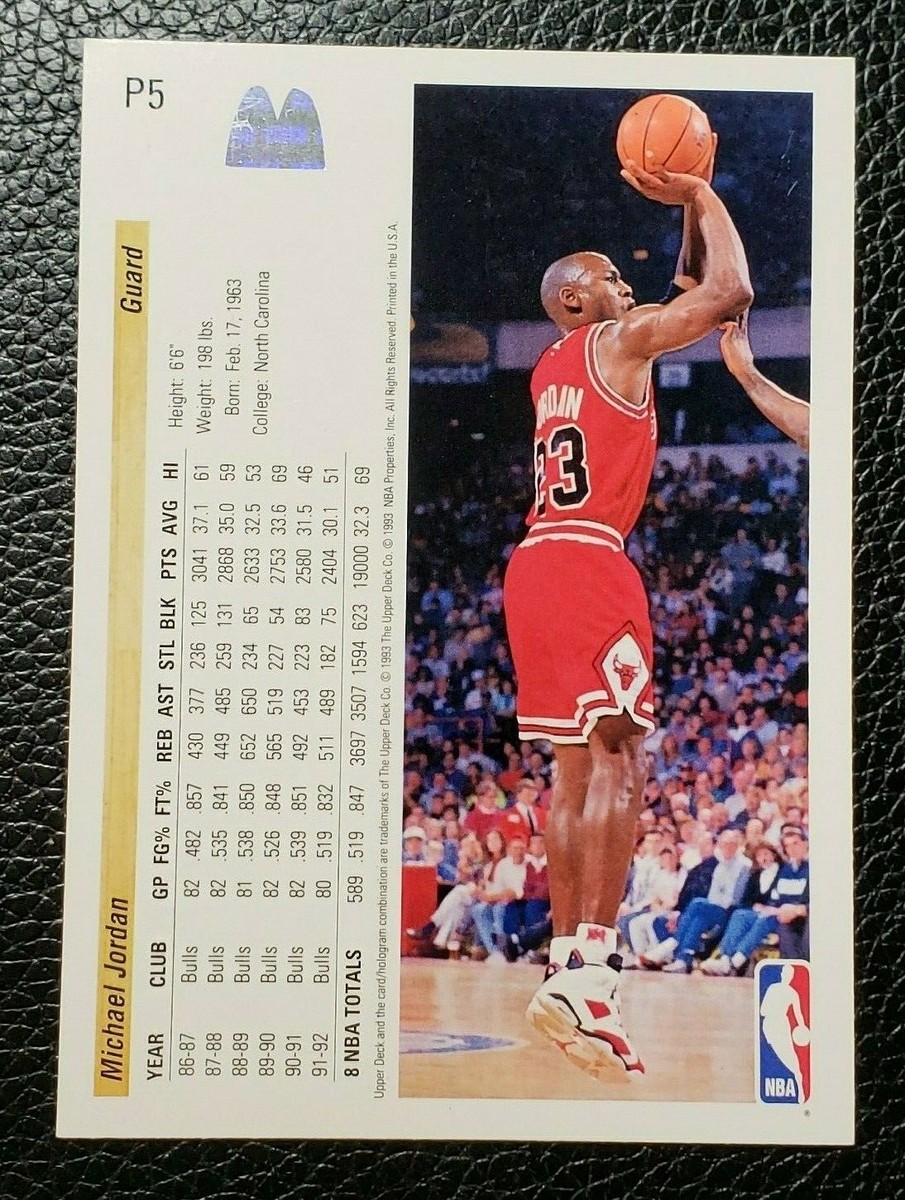 P5
Michael Jordan Guard
YEAR CLUB GP FG% FT% REB AST STL BLK PTS AVG HI
86-87 Bulls 82 .482 .857 430 377 236 125 3041 37.1 61
87-88 Bulls 82 .535 .841 449 485 259 131 2868 35.0 59
88-89 Bulls 81 .538 .850 652 650 234 65 2633 32.5 53
89-90 Bulls 82 .526 .848 565 519 227 54 2753 33.6 69
90-91 Bulls 82 .539 .851 492 453 223 83 2580 31.5 46
91-92 Bulls 80 .519 .832 511 489 182 75 2404 30.1 51
8 NBA TOTALS 589 .519 .847 3697 3507 1594 623 19000 32.3 69
Height: 6'6"
Weight: 198 lbs.
Born: Feb. 17, 1963
College: North Carolina
Upper Deck and the card/hologram combination are trademarks of The Upper Deck Co. © 1993 The Upper Deck Co. © 1993 NBA Properties, Inc. All Rights Reserved. Printed in the U.S.A.
RDAN
23
NBA
®